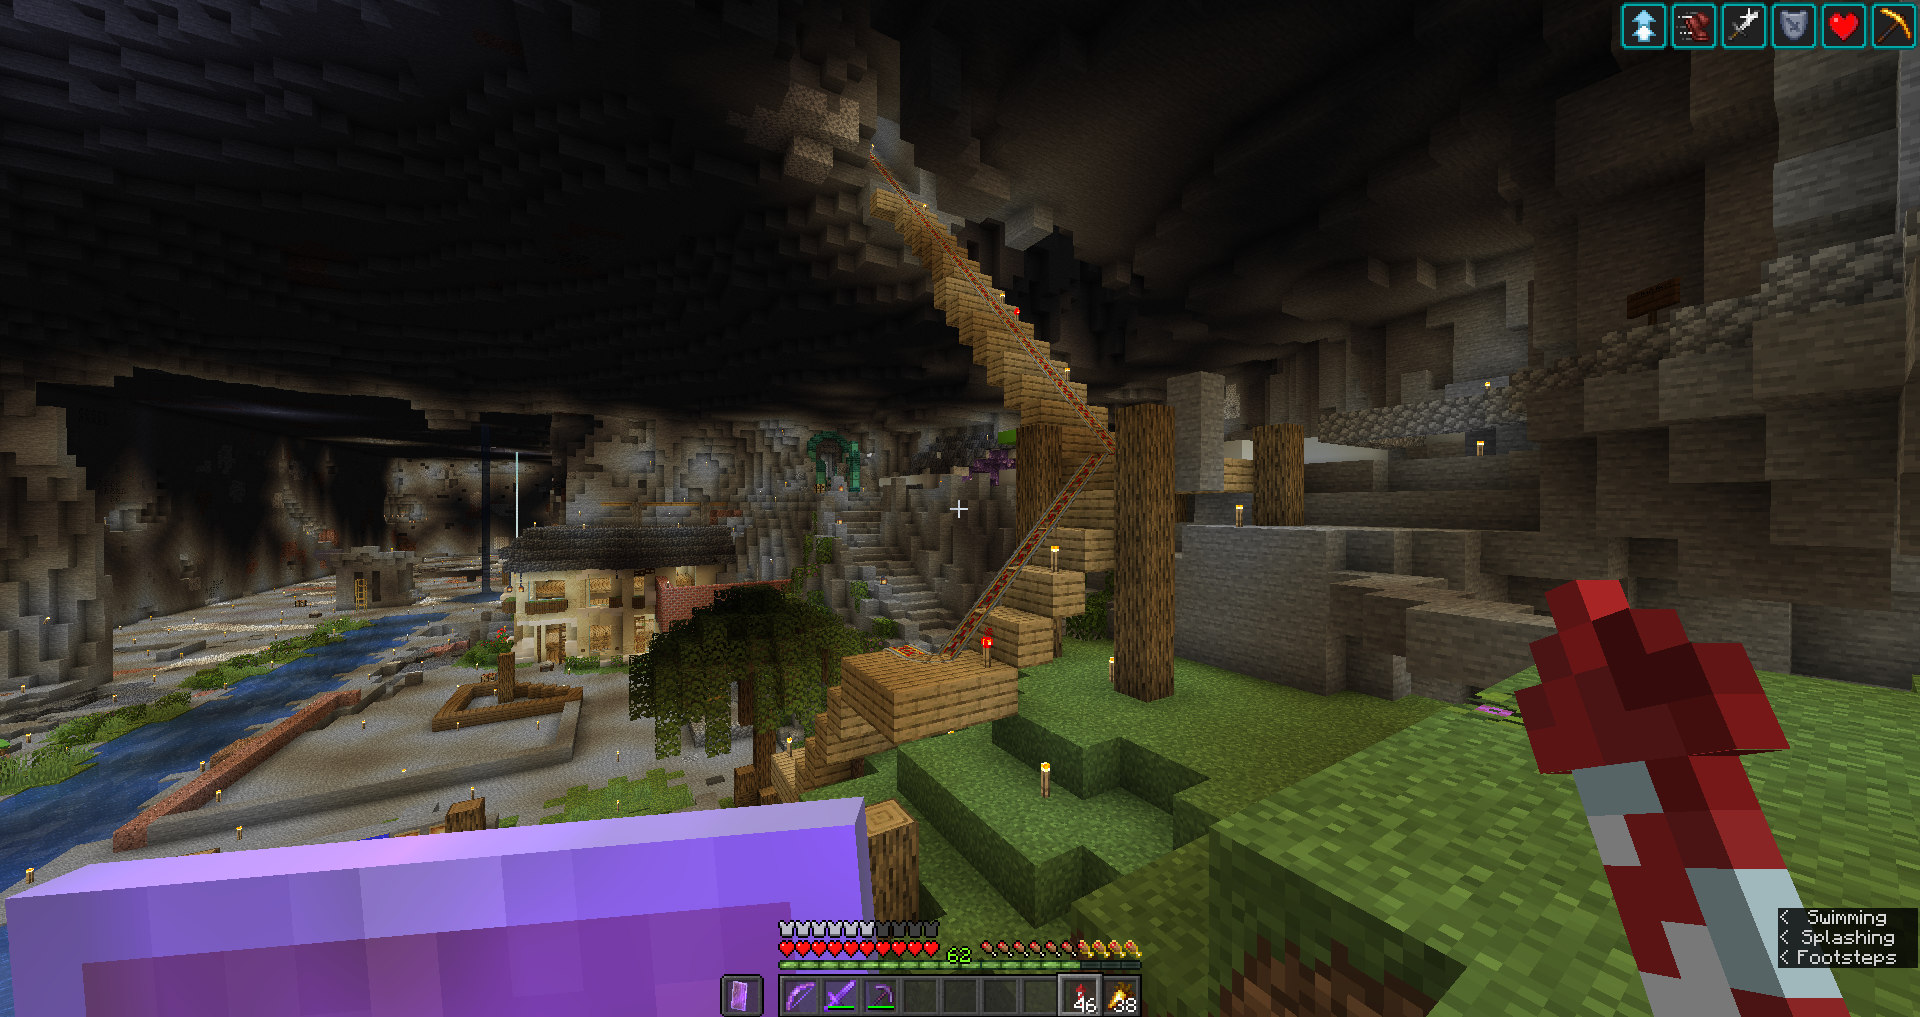 62
< Swimming
< Splashing
< Footsteps
46
38